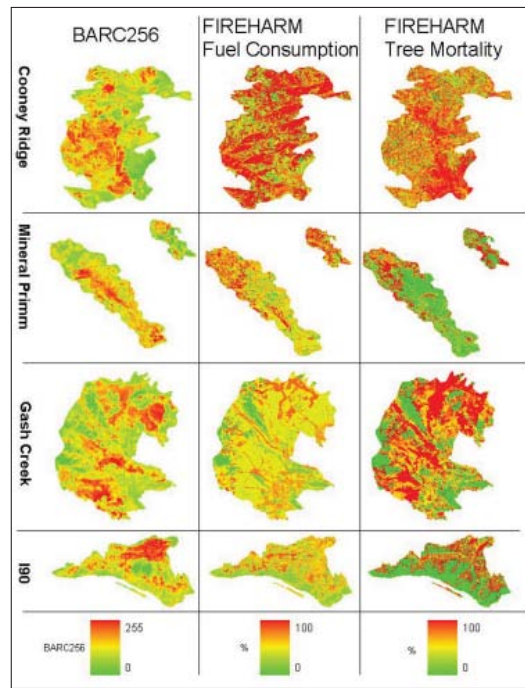 BARC256
FIREHARM
Fuel Consumption
FIREHARM
Tree Mortality
Cooney Ridge
Mineral Primm
Gash Creek
I90
BARC256
255
0
%
100
0
%
100
0